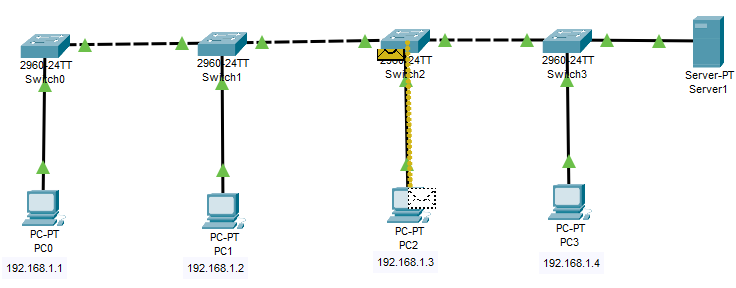 2960-24TT
Switch0
2960-24TT
Switch1
2960-24TT
Switch2
2960-24TT
Switch3
Server-PT
Server1
PC-PT
PC0
192.168.1.1
PC-PT
PC1
192.168.1.2
PC-PT
PC2
192.168.1.3
PC-PT
PC3
192.168.1.4